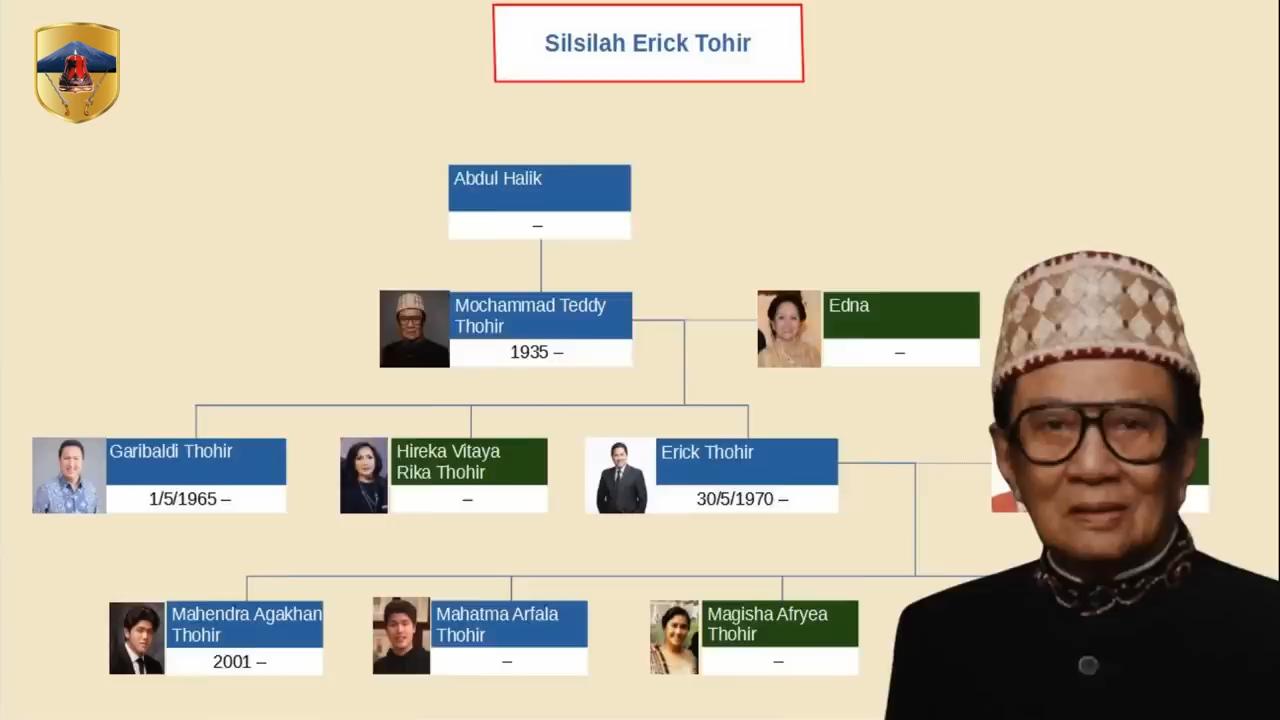 Silsilah Erick Tohir
Abdul Halik
–
Mochammad Teddy
Thohir
1935 –
Edna
–
Garibaldi Thohir
1/5/1965 –
Hireka Vitaya
Rika Thohir
–
Erick Thohir
30/5/1970 –
Mahendra Agakhan
Thohir
2001 –
Mahatma Arfala
Thohir
–
Magisha Afryea
Thohir
–